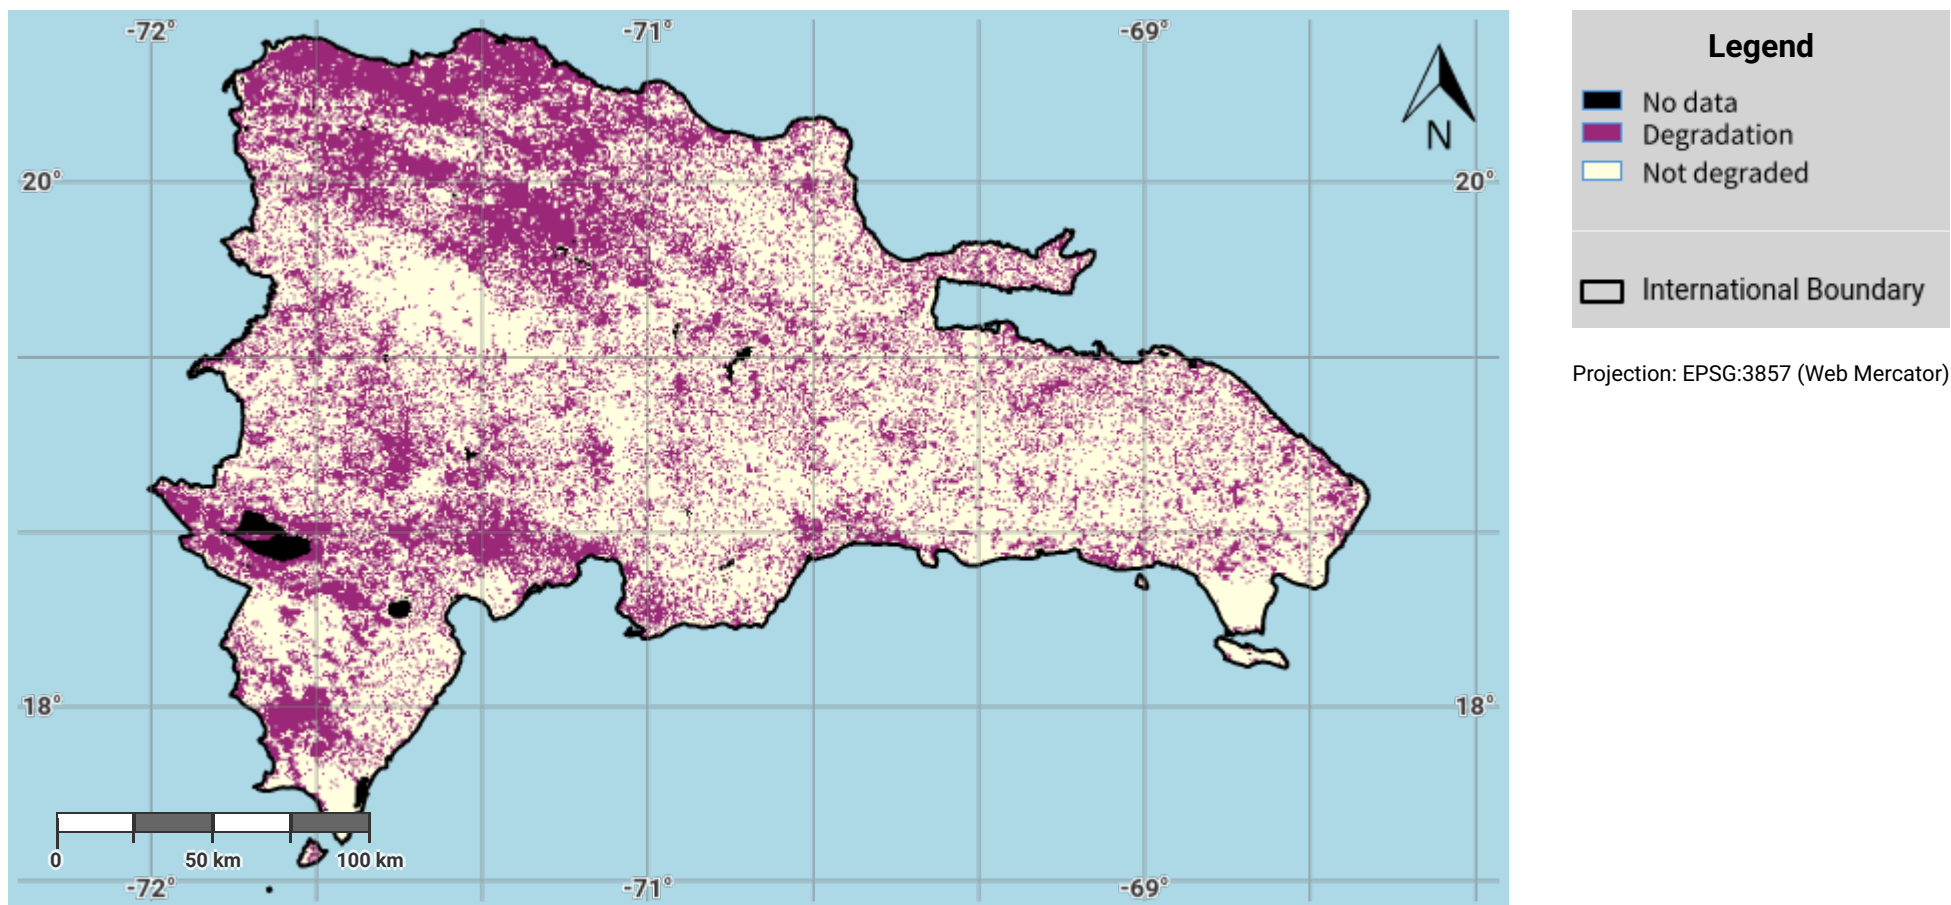 -72° -71° -69°
N
20° 20°
18° 18°
0 50 km 100 km
-72° -71° -69°
Legend
No data
Degradation
Not degraded
International Boundary
Projection: EPSG:3857 (Web Mercator)